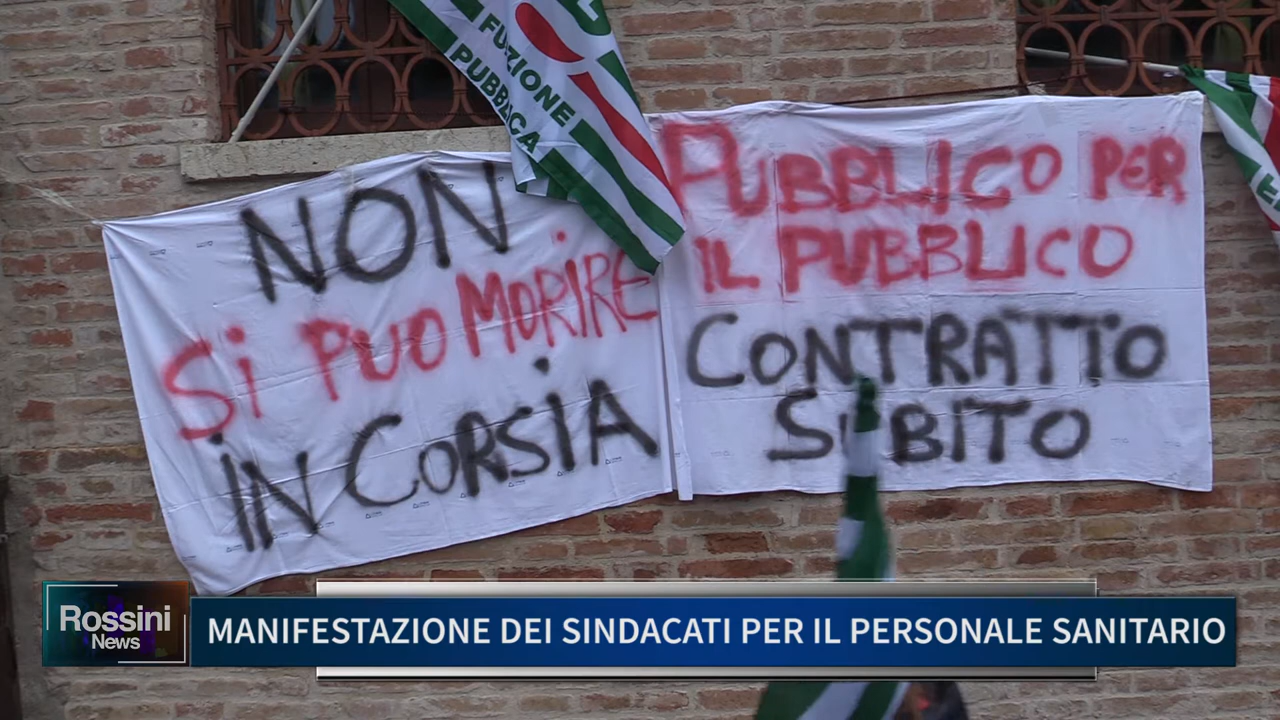 FUNZIONE
PUBBLICA
NON
Si PUO MORIRE
iN CORSiA
PUBBLICO PER
IL PUBBLICO
CONTRATTO
SUBITO
Rossini
News
MANIFESTAZIONE DEI SINDACATI PER IL PERSONALE SANITARIO